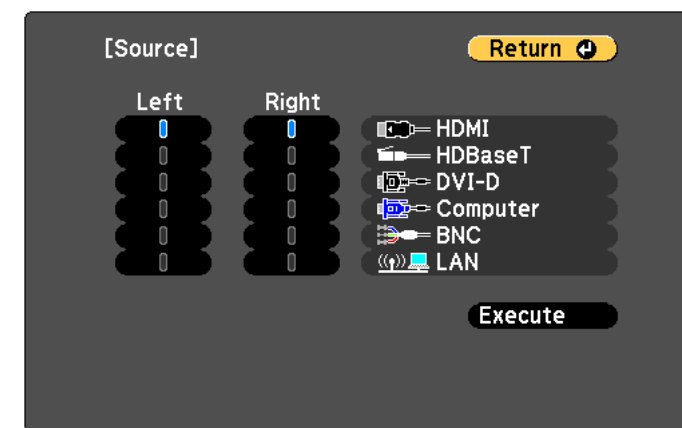 [Source] Return
Left Right
HDMI
HDBaseT
DVI-D
Computer
BNC
LAN
Execute